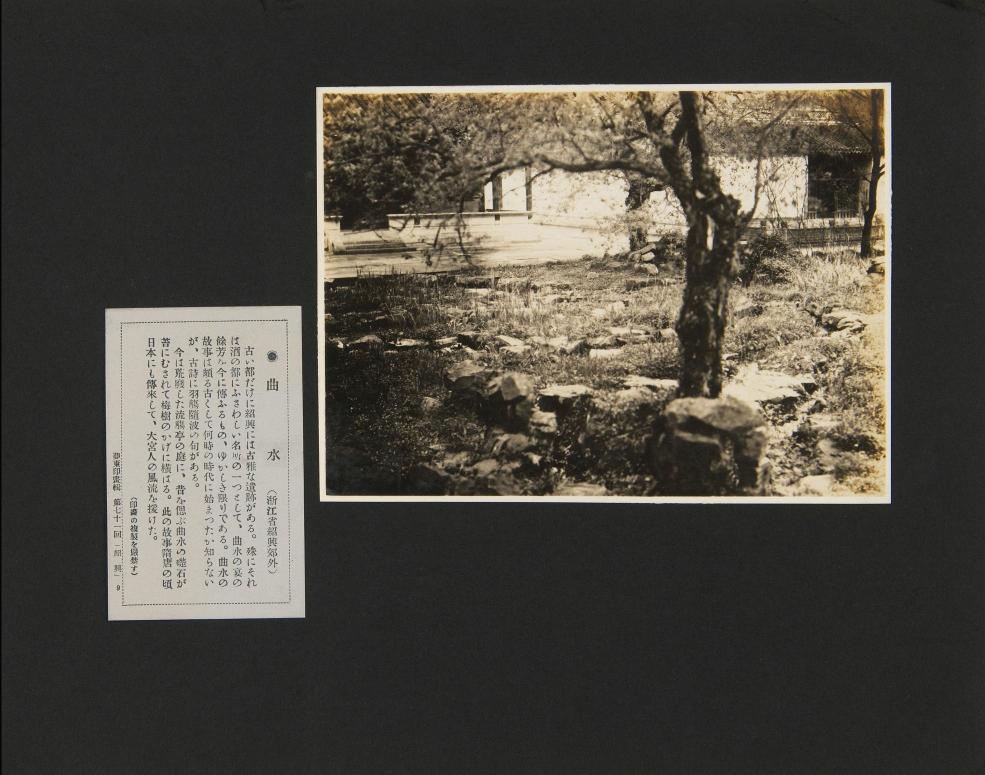 ●曲水（浙江省紹興郊外）
古い都だけに紹興には古雅な遺跡がある。殊にそれ
は酒の都にふさわしい名所の一つとして、曲水の宴の
餘芳を今に傳ふるもの、ゆかしき限りである。曲水の
故事は頗る古くして何時の時代に始まつたか知らない
が、古詩に羽觴隨波の句がある。
今は荒廢した流觴亭の庭に、昔を偲ぶ曲水の石が
苔にむされて樹のかげに横はる。此の故事隋唐の頃
日本にも傳來して、大宮人の風流を援けた。
（印畫の複製を嚴禁す）
亞東印畫輯 第七十一回「紹興」 9